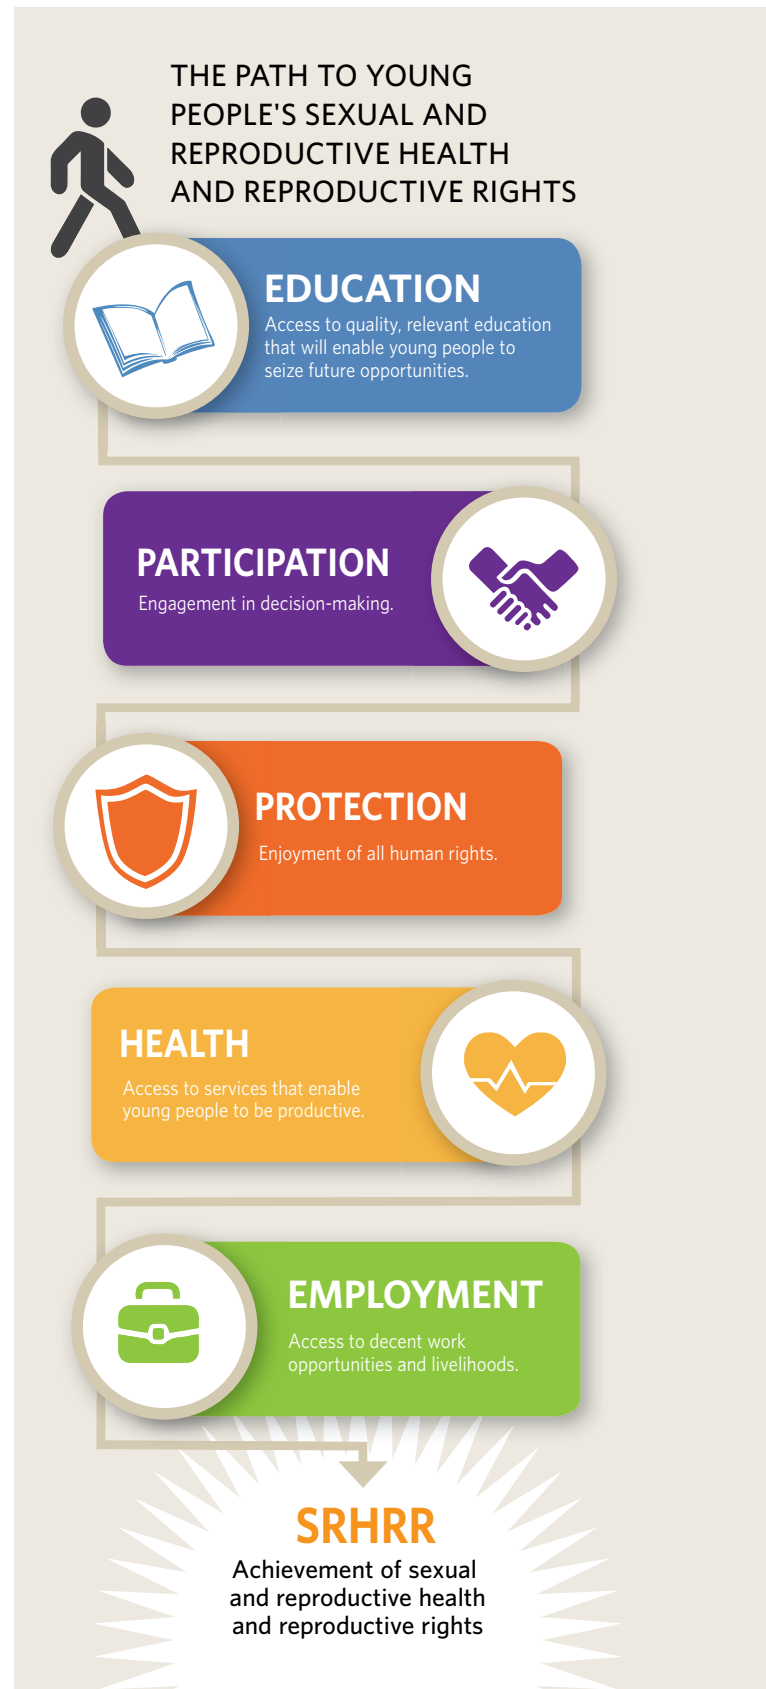 THE PATH TO YOUNG
PEOPLE'S SEXUAL AND
REPRODUCTIVE HEALTH
AND REPRODUCTIVE RIGHTS
EDUCATION
Access to quality, relevant education
that will enable young people to
seize future opportunities.
PARTICIPATION
Engagement in decision-making.
PROTECTION
Enjoyment of all human rights.
HEALTH
Access to services that enable
young people to be productive.
EMPLOYMENT
Access to decent work
opportunities and livelihoods.
SRHRR
Achievement of sexual
and reproductive health
and reproductive rights